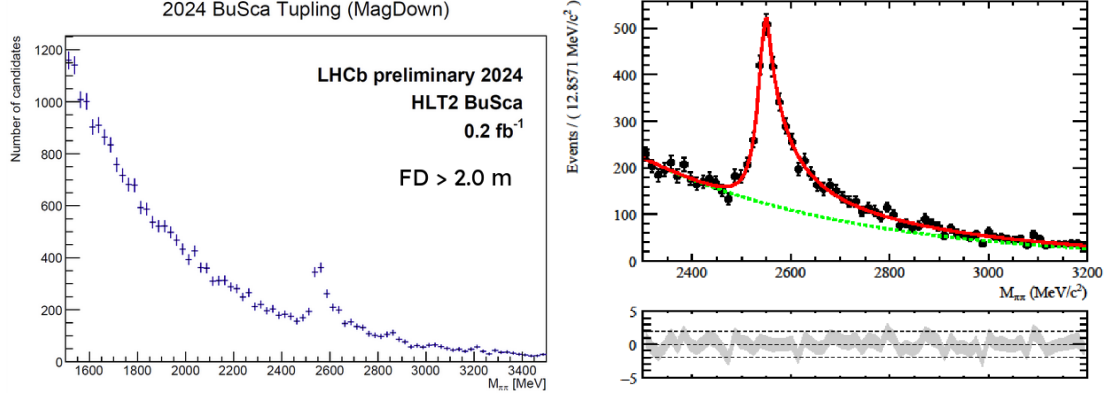 2024 BuSca Tupling (MagDown)
Number of candidates
1200
1000
800
600
400
200
0
LHCb preliminary 2024
HLT2 BuSca
0.2 fb⁻¹
FD > 2.0 m
1600 1800 2000 2200 2400 2600 2800 3000 3200 3400
Mππ [MeV]
Events / ( 12.8571 MeV/c² )
500
400
300
200
100
0
2400 2600 2800 3000 3200
Mππ (MeV/c²)
5
0
−5